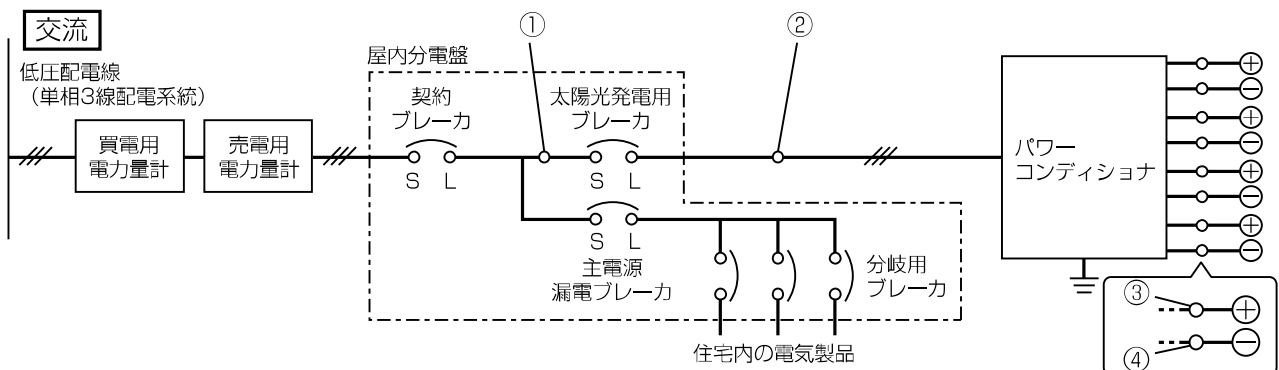 交流
① ②
屋内分電盤
低圧配電線
（単相3線配電系統）
契約
ブレーカ
太陽光発電用
ブレーカ
買電用
電力量計
売電用
電力量計
S L
S L
S L
パワー
コンディショナ
⊕
⊖
⊕
⊖
⊕
⊖
⊕
⊖
主電源
漏電ブレーカ
分岐用
ブレーカ
住宅内の電気製品
③ ⊕
④ ⊖